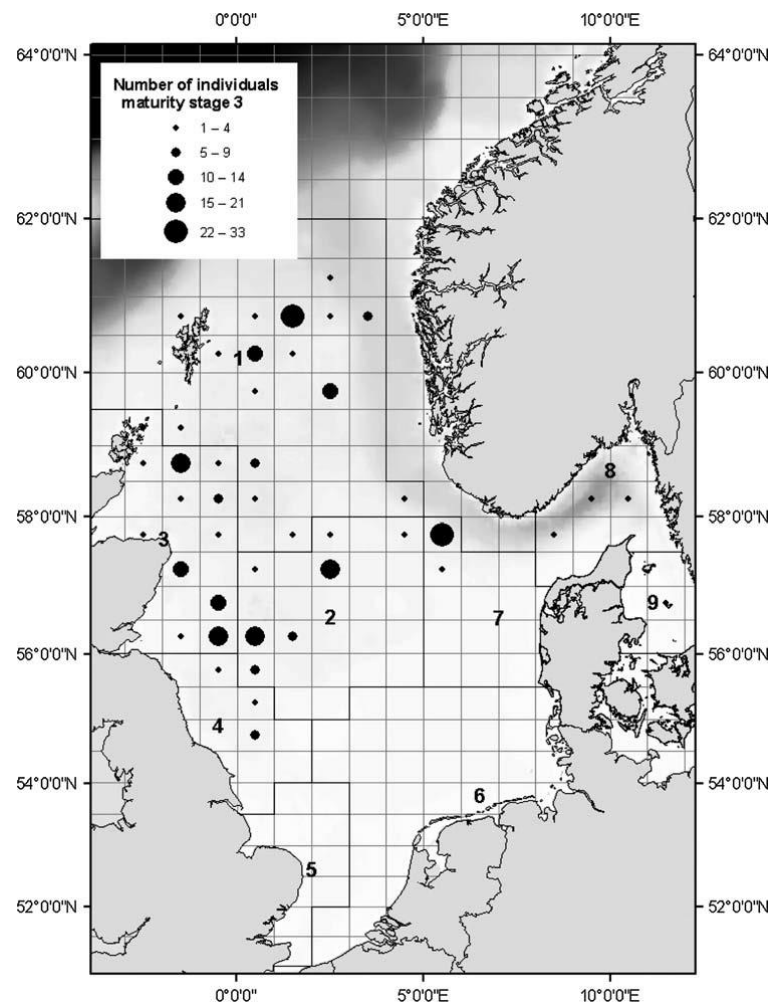 0°0'0" 5°0'0"E 10°0'0"E
64°0'0"N 64°0'0"N
Number of individuals
maturity stage 3
1 – 4
5 – 9
10 – 14
15 – 21
22 – 33
62°0'0"N 62°0'0"N
1
60°0'0"N 60°0'0"N
8
58°0'0"N 58°0'0"N
3
9
2 7
56°0'0"N 56°0'0"N
4
54°0'0"N 54°0'0"N
6
5
52°0'0"N 52°0'0"N
0°0'0" 5°0'0"E 10°0'0"E